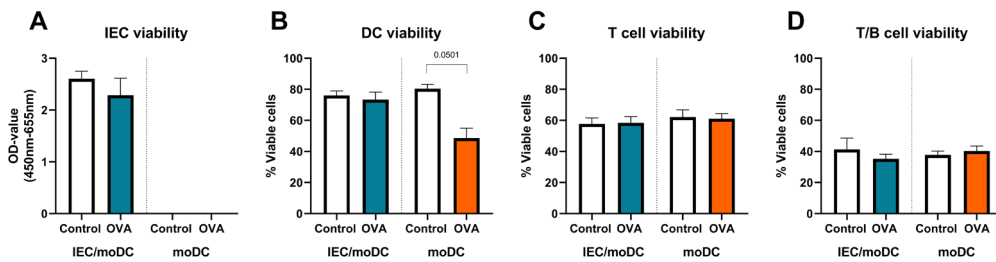 A
IEC viability
OD-value
(450nm-655nm)
3
2
1
0
Control OVA Control OVA
IEC/moDC moDC
B
DC viability
% Viable cells
100
80
60
40
20
0
0.0501
Control OVA Control OVA
IEC/moDC moDC
C
T cell viability
% Viable cells
100
80
60
40
20
0
Control OVA Control OVA
IEC/moDC moDC
D
T/B cell viability
% Viable cells
100
80
60
40
20
0
Control OVA Control OVA
IEC/moDC moDC